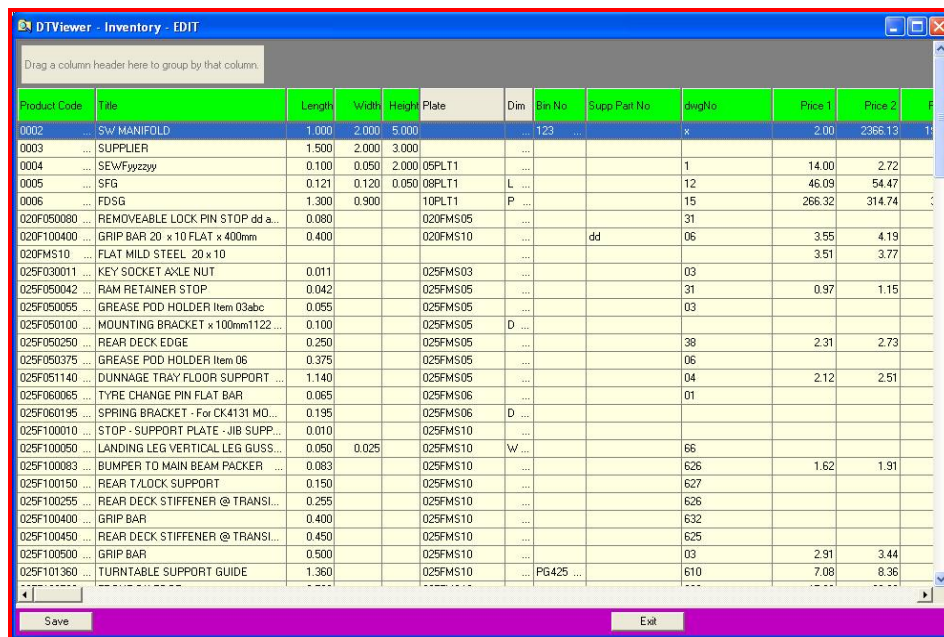 DTViewer - Inventory - EDIT
Drag a column header here to group by that column.
Product Code Title Length Width Height Plate Dim Bin No Supp Part No dwgNo Price 1 Price 2
0002 ... SW MANIFOLD 1.000 2.000 5.000 ... 123 ... x 2.00 2366.13
0003 ... SUPPLIER 1.500 2.000 3.000 ...
0004 ... SEWFyyzzyy 0.100 0.050 2.000 05PLT1 ... 1 14.00 2.72
0005 ... SFG 0.121 0.120 0.050 08PLT1 L ... 12 46.09 54.47
0006 ... FDSG 1.300 0.900 10PLT1 P ... 15 266.32 314.74
020F050080 ... REMOVEABLE LOCK PIN STOP dd a... 0.080 020FMS05 ... 31
020F100400 ... GRIP BAR 20 x 10 FLAT x 400mm 0.400 020FMS10 ... dd 06 3.55 4.19
020FMS10 ... FLAT MILD STEEL 20 x 10 ... 3.51 3.77
025F030011 ... KEY SOCKET AXLE NUT 0.011 025FMS03 ... 03
025F050042 ... RAM RETAINER STOP 0.042 025FMS05 ... 31 0.97 1.15
025F050055 ... GREASE POD HOLDER Item 03abc 0.055 025FMS05 ... 03
025F050100 ... MOUNTING BRACKET x 100mm1122 ... 0.100 025FMS05 D ...
025F050250 ... REAR DECK EDGE 0.250 025FMS05 ... 38 2.31 2.73
025F050375 ... GREASE POD HOLDER Item 06 0.375 025FMS05 ... 06
025F051140 ... DUNNAGE TRAY FLOOR SUPPORT ... 1.140 025FMS05 ... 04 2.12 2.51
025F060065 ... TYRE CHANGE PIN FLAT BAR 0.065 025FMS06 ... 01
025F060195 ... SPRING BRACKET - For CK4131 MO... 0.195 025FMS06 D ...
025F100010 ... STOP - SUPPORT PLATE - JIB SUPP... 0.010 025FMS10 ...
025F100050 ... LANDING LEG VERTICAL LEG GUSS... 0.050 0.025 025FMS10 W ... 66
025F100083 ... BUMPER TO MAIN BEAM PACKER ... 0.083 025FMS10 ... 626 1.62 1.91
025F100150 ... REAR T/LOCK SUPPORT 0.150 025FMS10 ... 627
025F100255 ... REAR DECK STIFFENER @ TRANSI... 0.255 025FMS10 ... 626
025F100400 ... GRIP BAR 0.400 025FMS10 ... 632
025F100450 ... REAR DECK STIFFENER @ TRANSI... 0.450 025FMS10 ... 625
025F100500 ... GRIP BAR 0.500 025FMS10 ... 03 2.91 3.44
025F101360 ... TURNTABLE SUPPORT GUIDE 1.360 025FMS10 ... PG425 ... 610 7.08 8.36
Save Exit